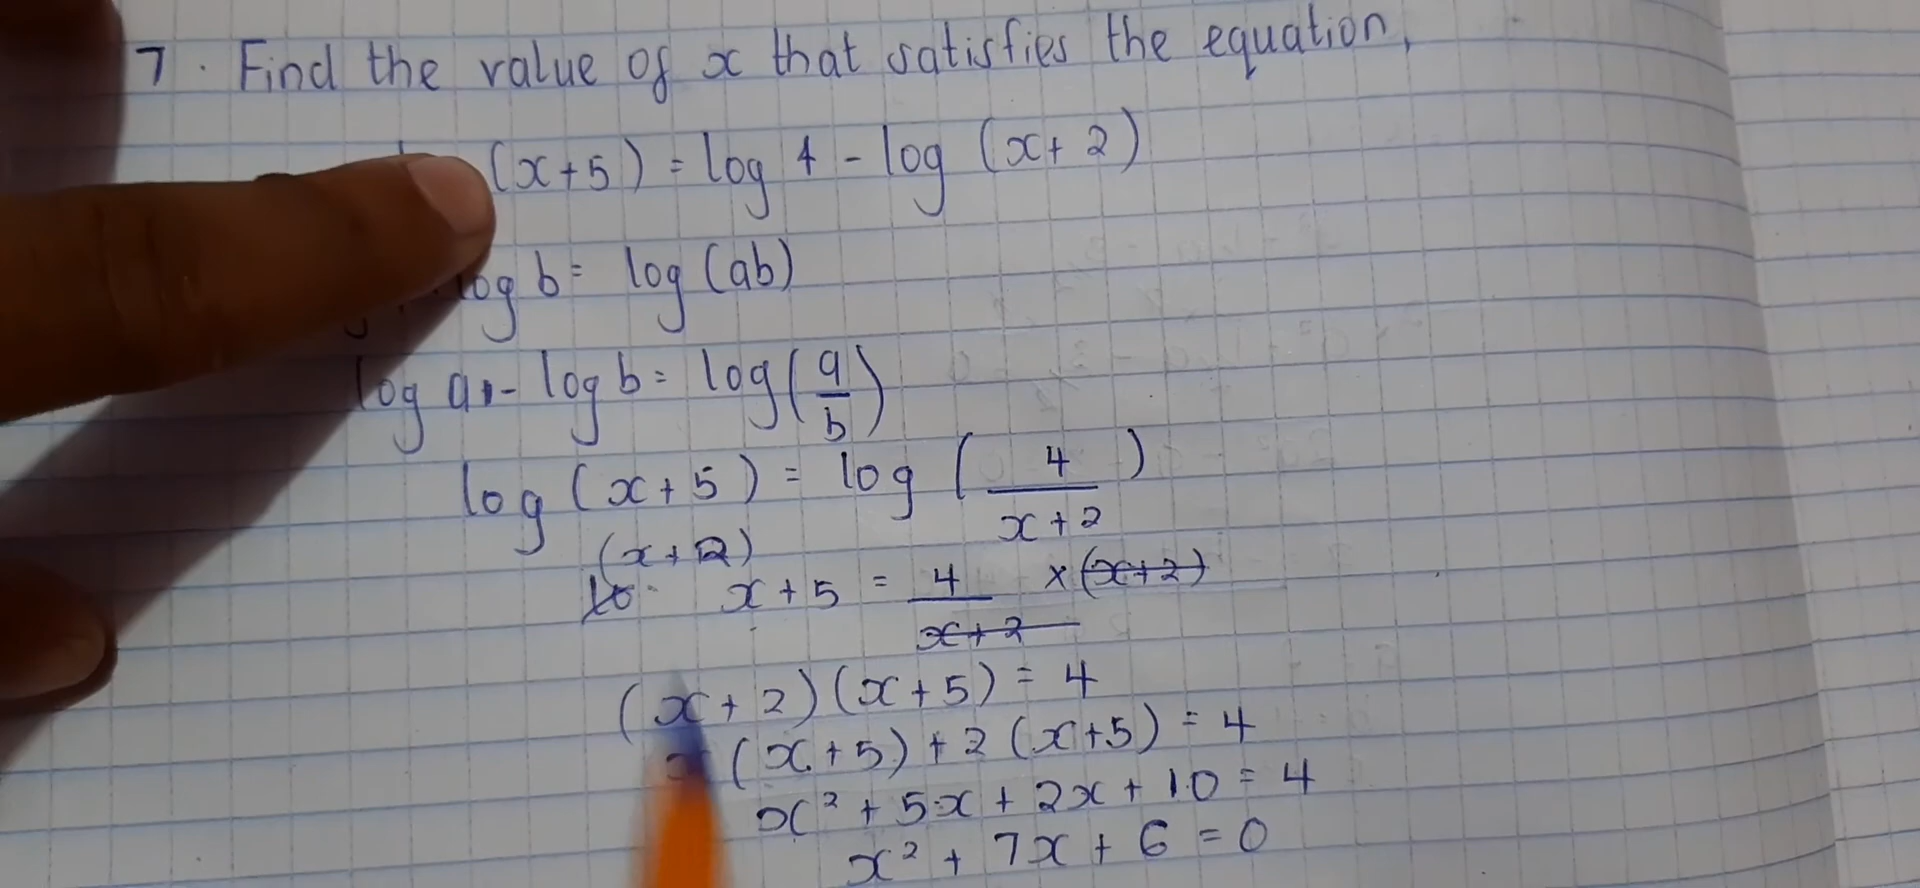 7. Find the value of x that satisfies the equation,
(x+5) = log 4 - log (x+2)
log b = log (ab)
log a - log b = log (a/b)
log (x+5) = log (4/(x+2))
(x+2)
x+5 = 4/(x+2) × (x+2)
(x+2)(x+5) = 4
(x+5) + 2(x+5) = 4
x² + 5x + 2x + 10 = 4
x² + 7x + 6 = 0